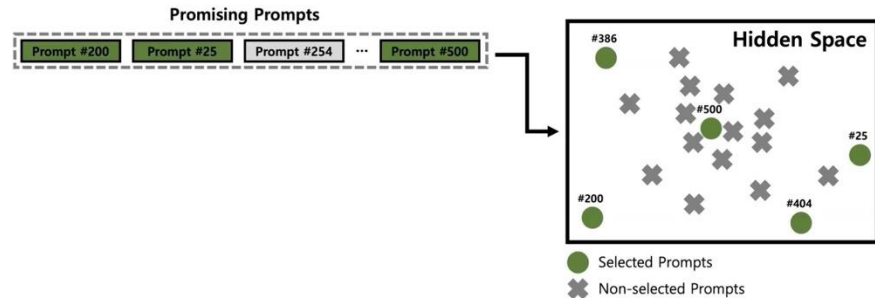 Promising Prompts
Prompt #200 Prompt #25 Prompt #254 ... Prompt #500
Hidden Space
#386
#500
#25
#200
#404
Selected Prompts
Non-selected Prompts